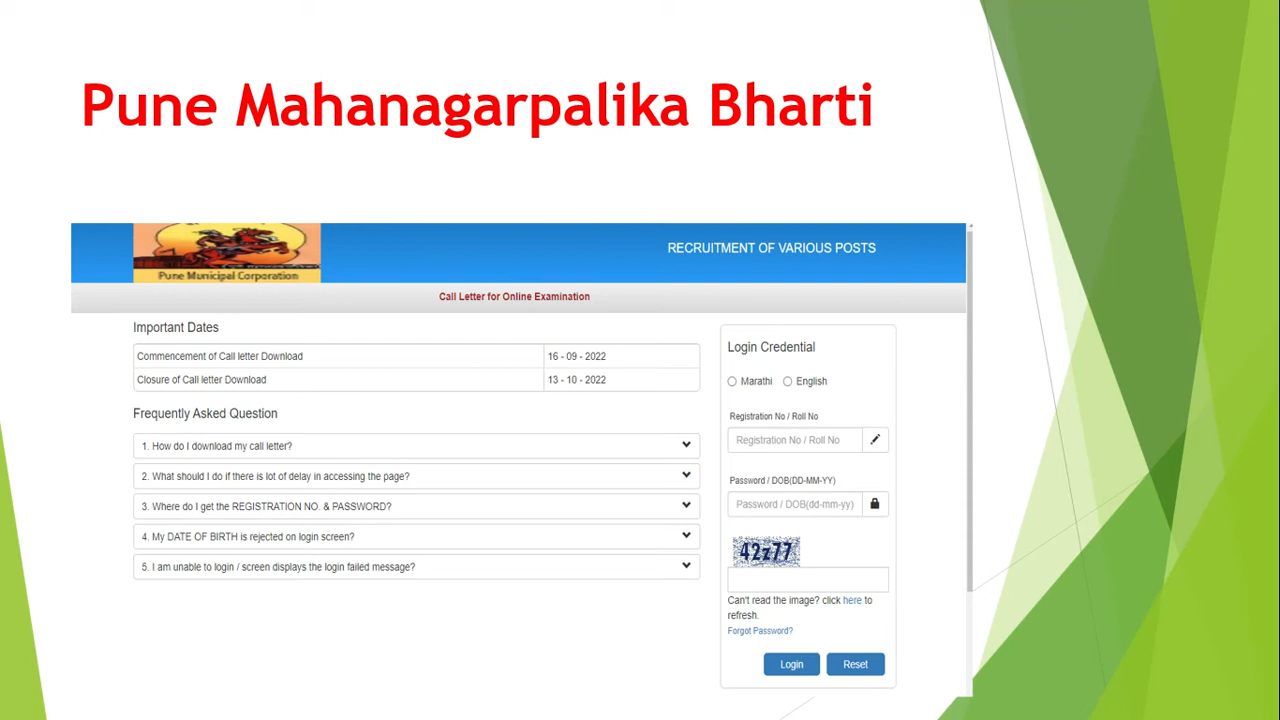 Pune Mahanagarpalika Bharti
Pune Municipal Corporation
RECRUITMENT OF VARIOUS POSTS
Call Letter for Online Examination
Important Dates
Commencement of Call letter Download 16 - 09 - 2022
Closure of Call letter Download 13 - 10 - 2022
Frequently Asked Question
1. How do I download my call letter?
2. What should I do if there is lot of delay in accessing the page?
3. Where do I get the REGISTRATION NO. & PASSWORD?
4. My DATE OF BIRTH is rejected on login screen?
5. I am unable to login / screen displays the login failed message?
Login Credential
Marathi English
Registration No / Roll No
Registration No / Roll No
Password / DOB(DD-MM-YY)
Password / DOB(dd-mm-yy)
42z77
Can't read the image? click here to
refresh.
Forgot Password?
Login Reset